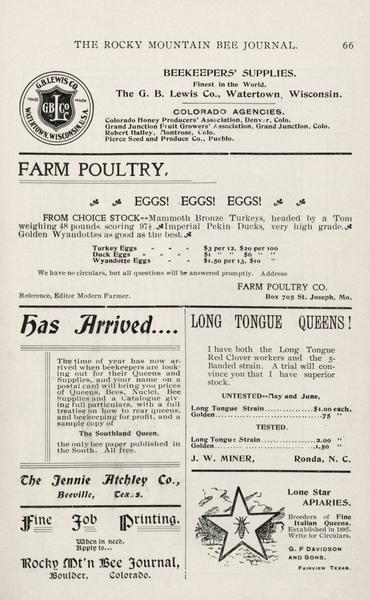 THE ROCKY MOUNTAIN BEE JOURNAL. 66
G.B. LEWIS CO.
TRADE MARK
L
G B CO
WATERTOWN, WISCONSIN, U.S.A.
BEEKEEPERS' SUPPLIES.
Finest in the World.
The G. B. Lewis Co., Watertown, Wisconsin.
COLORADO AGENCIES.
Colorado Honey Producers' Association, Denver, Colo.
Grand Junction Fruit Growers' Association, Grand Junction, Colo.
Robert Halley, Montrose, Colo.
Pierce Seed and Produce Co., Pueblo.
FARM POULTRY.
EGGS! EGGS! EGGS!
FROM CHOICE STOCK--Mammoth Bronze Turkeys, headed by a Tom
weighing 48 pounds scoring 97½. Imperial Pekin Ducks, very high grade.
Golden Wyandottes as good as the best.
Turkey Eggs - - - $3 per 12, $20 per 100
Duck Eggs - - - $1 " " $6 " "
Wyandotte Eggs - - $1.50 per 13, $10 "
We have no circulars, but all questions will be answered promptly. Address
FARM POULTRY CO.
Reference, Editor Modern Farmer. Box 703 St. Joseph, Mo.
Has Arrived....
The time of year has now ar-
rived when beekeepers are look-
ing out for their Queens and
Supplies, and your name on a
postal card will bring you prices
of Queens, Bees, Nuclei, Bee
Supplies and a Catalogue giv-
ing full particulars, with a full
treatise on how to rear queens,
and beekeeping for profit, and a
sample copy of
The Southland Queen,
the only bee paper published in
the South. All free.
The Jennie Atchley Co.,
Beeville, Texas.
Fine Job Printing.
When in need,
Apply to...
Rocky Mt'n Bee Journal,
Boulder, Colorado.
LONG TONGUE QUEENS!
I have both the Long Tongue
Red Clover workers and the 5-
Banded strain. A trial will con-
vince you that I have superior
stock.
UNTESTED--May and June,
Long Tongue Strain..............$1.00 each.
Golden..............................75 "
TESTED.
Long Tongue Strain..............2.00 "
Golden..............................1.50 "
J. W. MINER, Ronda, N. C.
Lone Star
APIARIES.
Breeders of Fine
Italian Queens.
Established in 1885.
Write for Circulars.
G. F DAVIDSON
AND SONS.
FAIRVIEW TEXAS.